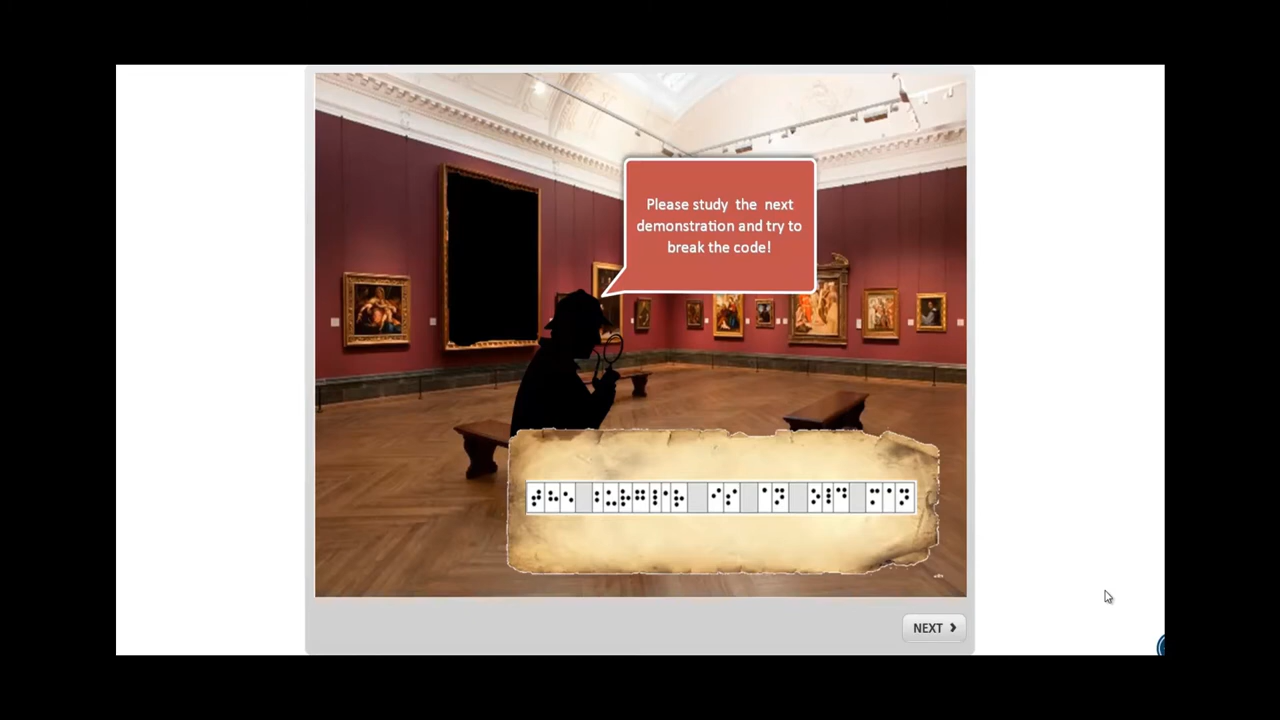 Please study the next
demonstration and try to
break the code!
⠞⠓⠑ ⠃⠥⠗⠛⠇⠁⠗ ⠊⠎ ⠁⠝ ⠕⠇⠙ ⠍⠁⠝
NEXT